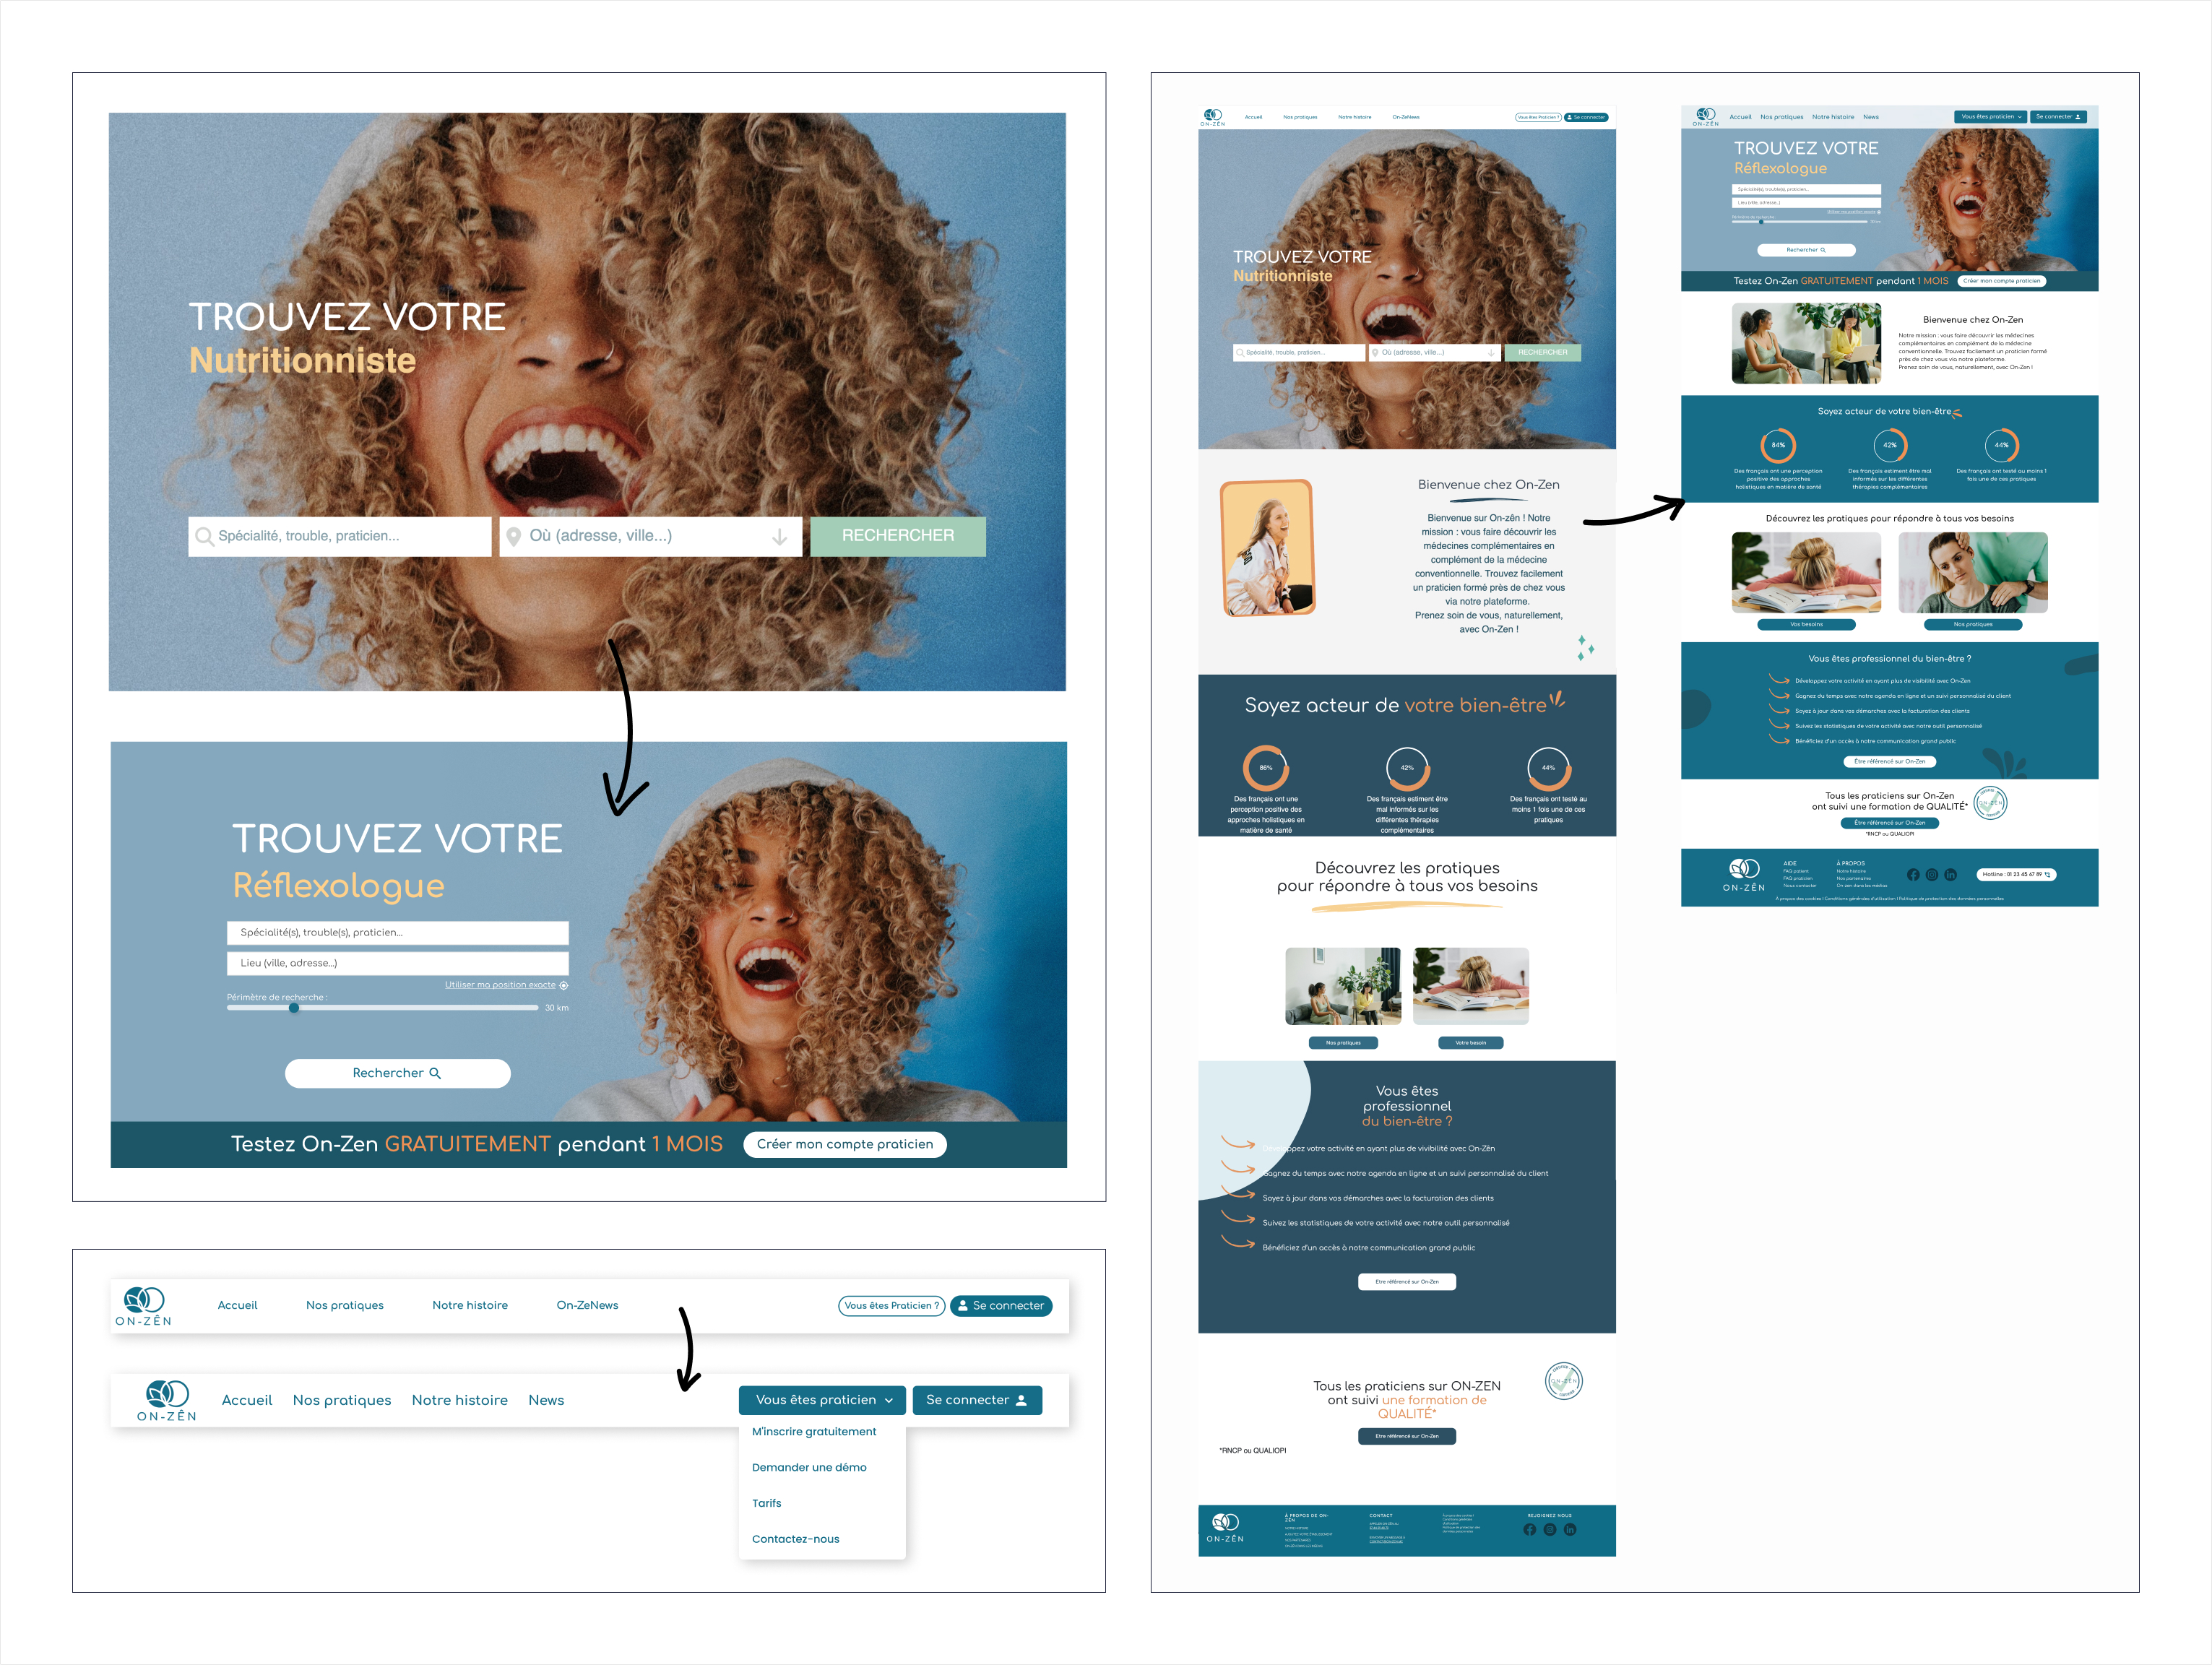 TROUVEZ VOTRE
Nutritionniste
Spécialité, trouble, praticien...
Où (adresse, ville...)
RECHERCHER
TROUVEZ VOTRE
Réflexologue
Spécialité(s), trouble(s), praticien...
Lieu (ville, adresse...)
Utiliser ma position exacte
Périmètre de recherche :
30 km
Rechercher
Testez On-Zen GRATUITEMENT pendant 1 MOIS
Créer mon compte praticien
ON-ZÊN
Accueil
Nos pratiques
Notre histoire
On-ZeNews
Vous êtes Praticien ?
Se connecter
ON-ZÊN
Accueil
Nos pratiques
Notre histoire
News
Vous êtes praticien
Se connecter
M'inscrire gratuitement
Demander une démo
Tarifs
Contactez-nous
ON-ZÊN
Accueil
Nos pratiques
Notre histoire
On-ZeNews
Vous êtes Praticien ?
Se connecter
TROUVEZ VOTRE
Nutritionniste
Spécialité, trouble, praticien...
Où (adresse, ville...)
RECHERCHER
Bienvenue chez On-Zen
Bienvenue sur On-zên ! Notre
mission : vous faire découvrir les
médecines complémentaires en
complément de la médecine
conventionnelle. Trouvez facilement
un praticien formé près de chez vous
via notre plateforme.
Prenez soin de vous, naturellement,
avec On-Zen !
Soyez acteur de votre bien-être
86%
Des français ont une
perception positive des
approches holistiques en
matière de santé
42%
Des français estiment être
mal informés sur les
différentes thérapies
complémentaires
44%
Des français ont testé au
moins 1 fois une de ces
pratiques
Découvrez les pratiques
pour répondre à tous vos besoins
Nos pratiques
Votre besoin
Vous êtes
professionnel
du bien-être ?
Développez votre activité en ayant plus de vivibilité avec On-Zên
Gagnez du temps avec notre agenda en ligne et un suivi personnalisé du client
Soyez à jour dans vos démarches avec la facturation des clients
Suivez les statistiques de votre activité avec notre outil personnalisé
Bénéficiez d'un accès à notre communication grand public
Etre référencé sur On-Zen
Tous les praticiens sur ON-ZEN
ont suivi une formation de
QUALITÉ*
ON-ZÊN
Etre référencé sur On-Zen
*RNCP ou QUALIOPI
ON-ZÊN
À PROPOS DE ON-
ZÊN
CONTACT
REJOIGNEZ NOUS
ON-ZÊN
Accueil
Nos pratiques
Notre histoire
News
Vous êtes praticien
Se connecter
TROUVEZ VOTRE
Réflexologue
Spécialité(s), trouble(s), praticien...
Lieu (ville, adresse...)
Utiliser ma position exacte
Périmètre de recherche :
30 km
Rechercher
Testez On-Zen GRATUITEMENT pendant 1 MOIS
Créer mon compte praticien
Bienvenue chez On-Zen
Notre mission : vous faire découvrir les médecines
complémentaires en complément de la médecine
conventionnelle. Trouvez facilement un praticien formé
près de chez vous via notre plateforme.
Prenez soin de vous, naturellement, avec On-Zen !
Soyez acteur de votre bien-être
84%
Des français ont une perception
positive des approches
holistiques en matière de santé
42%
Des français estiment être mal
informés sur les différentes
thérapies complémentaires
44%
Des français ont testé au moins 1
fois une de ces pratiques
Découvrez les pratiques pour répondre à tous vos besoins
Vos besoins
Nos pratiques
Vous êtes professionnel du bien-être ?
Développez votre activité en ayant plus de visibilité avec On-Zen
Gagnez du temps avec notre agenda en ligne et un suivi personnalisé du client
Soyez à jour dans vos démarches avec la facturation des clients
Suivez les statistiques de votre activité avec notre outil personnalisé
Bénéficiez d'un accès à notre communication grand public
Être référencé sur On-Zen
Tous les praticiens sur On-Zen
ont suivi une formation de QUALITÉ*
ON-ZÊN
Être référencé sur On-Zen
*RNCP ou QUALIOPI
ON-ZÊN
AIDE
FAQ patient
FAQ praticien
Nous contacter
À PROPOS
Notre histoire
Nos partenaires
On zen dans les médias
Hotline : 01 23 45 67 89
À propos des cookies I Conditions générales d'utilisation I Politique de protection des données personnelles